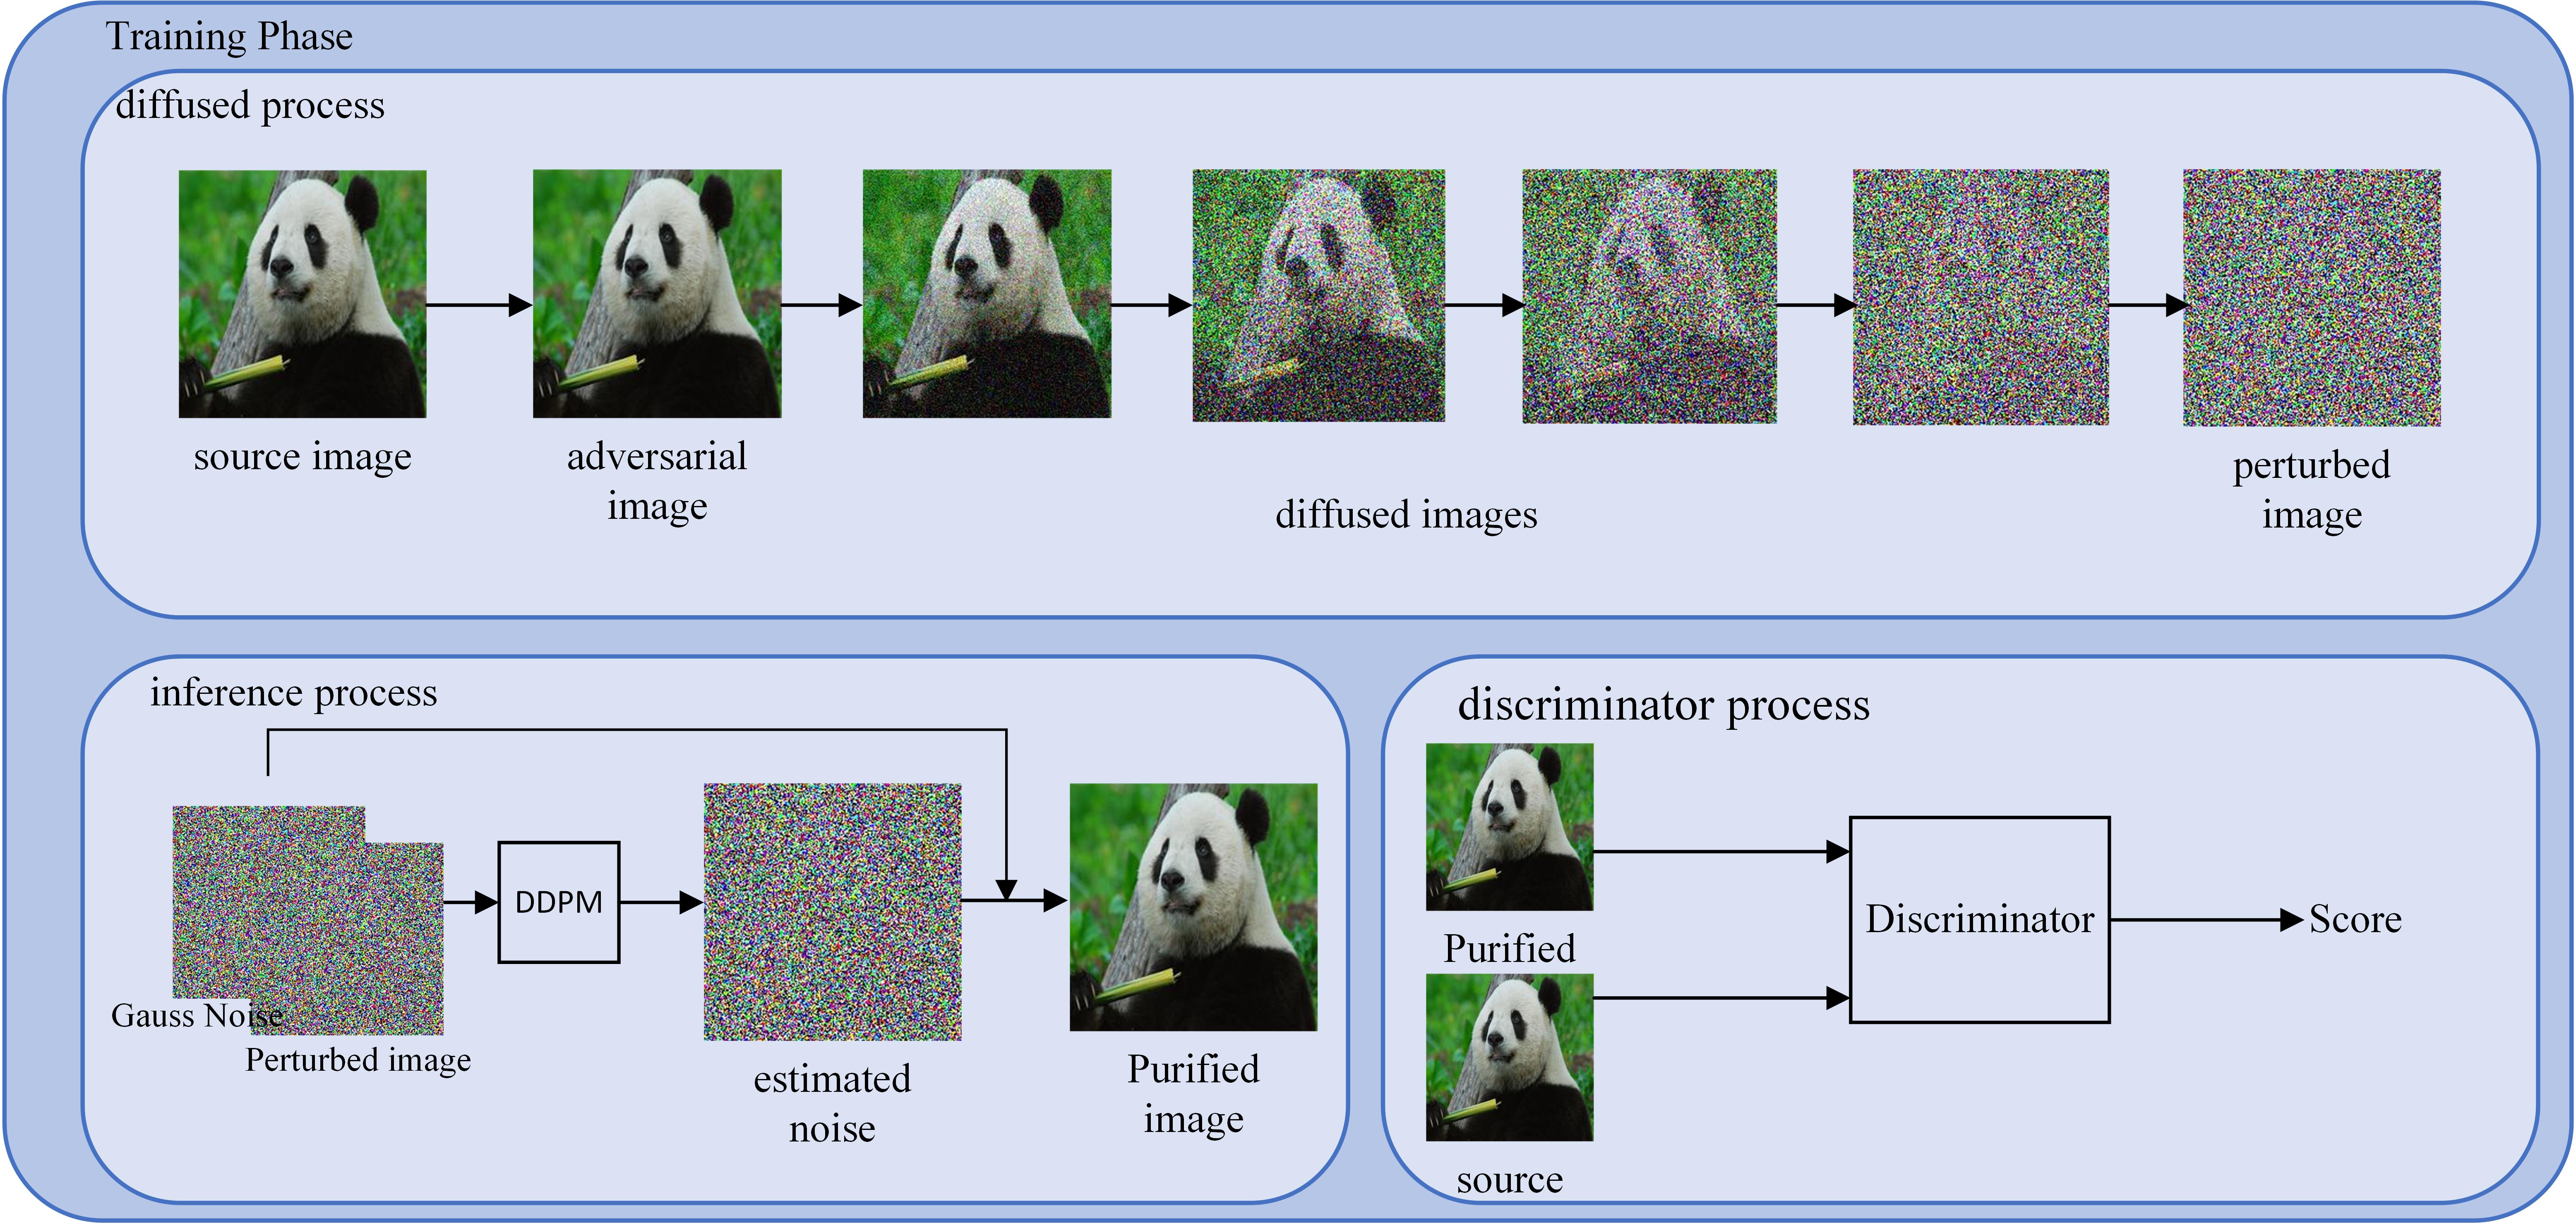 Training Phase
diffused process
source image
adversarial
image
diffused images
perturbed
image
inference process
Gauss Noise
Perturbed image
DDPM
estimated
noise
Purified
image
discriminator process
Purified
source
Discriminator
Score